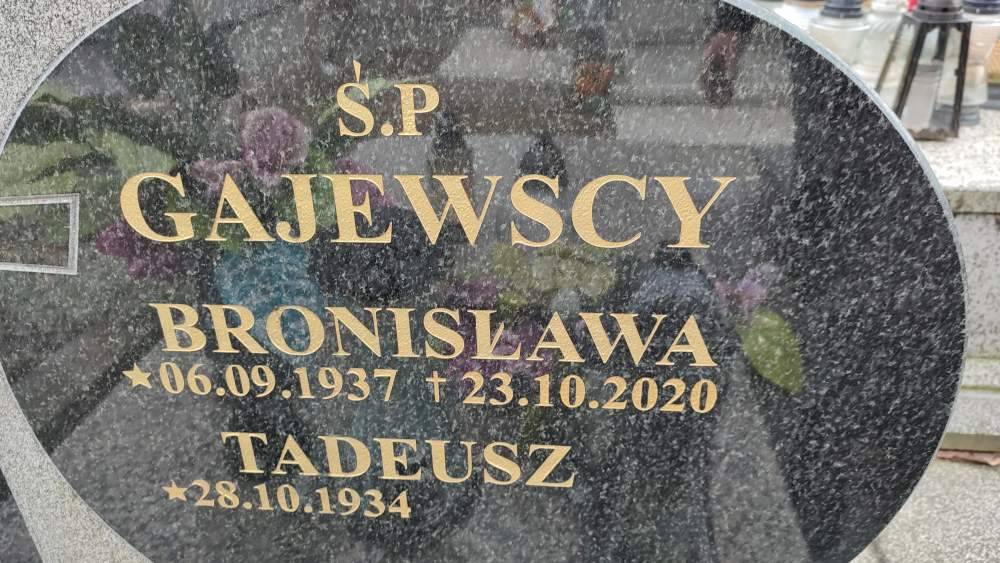 Ś.P
GAJEWSCY
BRONISŁAWA
★06.09.1937 †23.10.2020
TADEUSZ
★28.10.1934